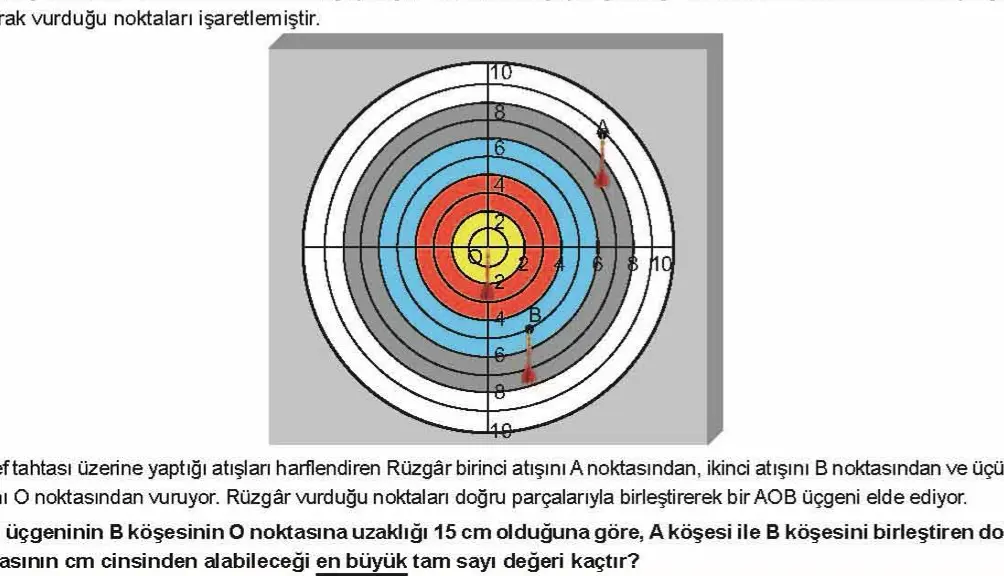 rak vurduğu noktaları işaretlemiştir.
10
8
A
6
4
2
O
2 4 6 8 10
2
4 B
6
8
10
ef tahtası üzerine yaptığı atışları harflendiren Rüzgâr birinci atışını A noktasından, ikinci atışını B noktasından ve üçü
nı O noktasından vuruyor. Rüzgâr vurduğu noktaları doğru parçalarıyla birleştirerek bir AOB üçgeni elde ediyor.
üçgeninin B köşesinin O noktasına uzaklığı 15 cm olduğuna göre, A köşesi ile B köşesini birleştiren do
asının cm cinsinden alabileceği en büyük tam sayı değeri kaçtır?